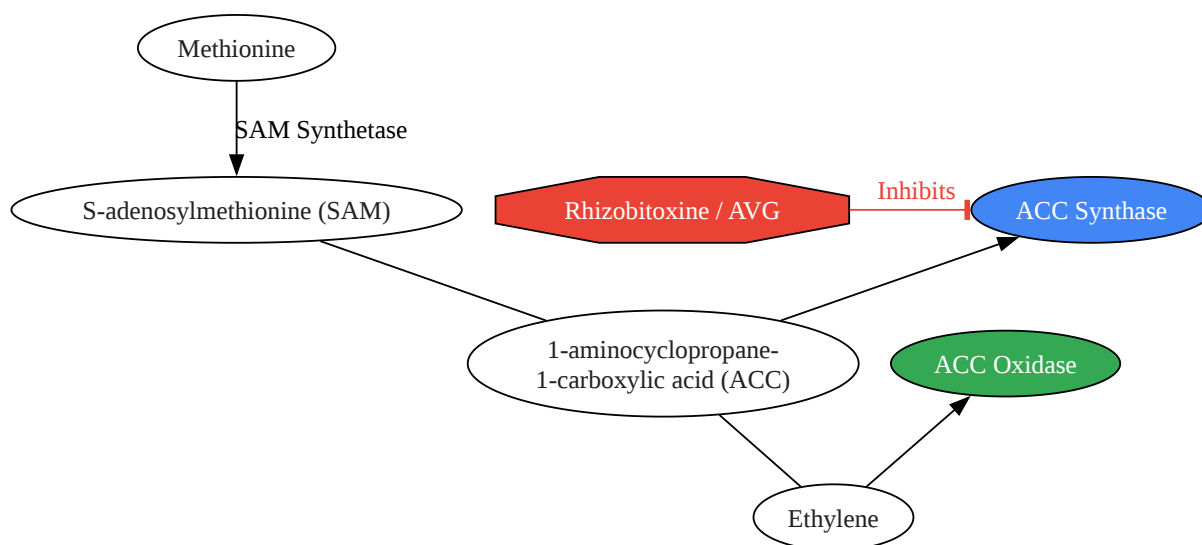 Methionine
SAM Synthetase
S-adenosylmethionine (SAM)
Rhizobitoxine / AVG
Inhibits
ACC Synthase
1-aminocyclopropane-
1-carboxylic acid (ACC)
ACC Oxidase
Ethylene